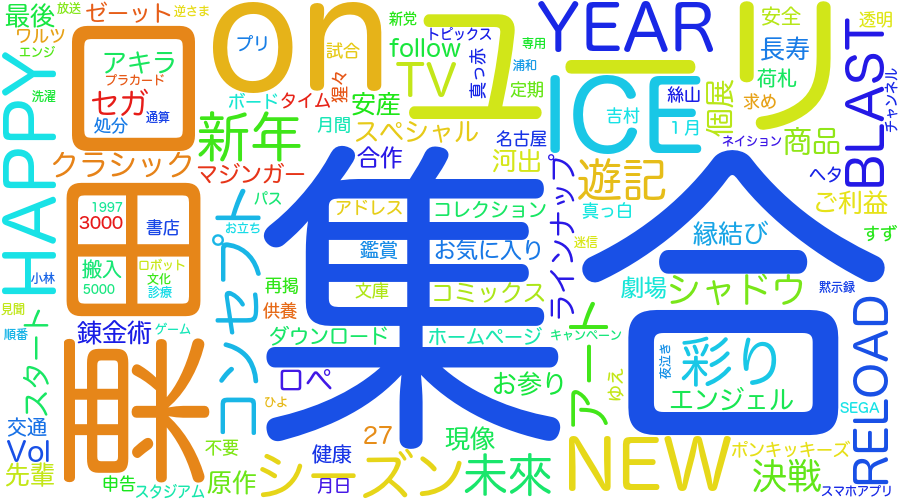 最後
放送
ゼーット
逆さま
ワルツ
エンジ
ロ
アキラ
プラカード
セガ
処分
通算
洗濯
HAPPY
クラシック
on
プリ
試合
ボード
タイム
猩々
新年
月間
マジンガー
新党
トピックス
follow
TV
真っ赤
安産
スペシャル
合作
ユ
専用
浦和
定期
名古屋
河出
YEAR
ICE
吉村
絲山
1月
ネイション
リ
安全
長寿
荷札
求め
個展
商品
透明
BLAST
チャンネル
ヘタ
遊記
真っ白
ご利益
すず
田
1997
3000
書店
搬入
5000
ロボット
文化
診療
小林
見聞
順番
コンセプト
パス
お立ち
集合
アドレス
コレクション
鑑賞
お気に入り
文庫
コミックス
再掲
供養
ダウンロード
ホームページ
ラインナップ
迷信
縁結び
劇場
シャドウ
黙示録
キャンペーン
アート
夜泣き
彩り
エンジェル
ゆえ
RELOAD
SEGA
錬金術
ゲーム
スタート
栗
ロペ
ひよ
お参り
27
現像
交通
Vol
先輩
申告
スタジアム
不要
原作
シーズン
健康
月日
未來
NEW
ポンキッキーズ
決戦
スマホアプリ